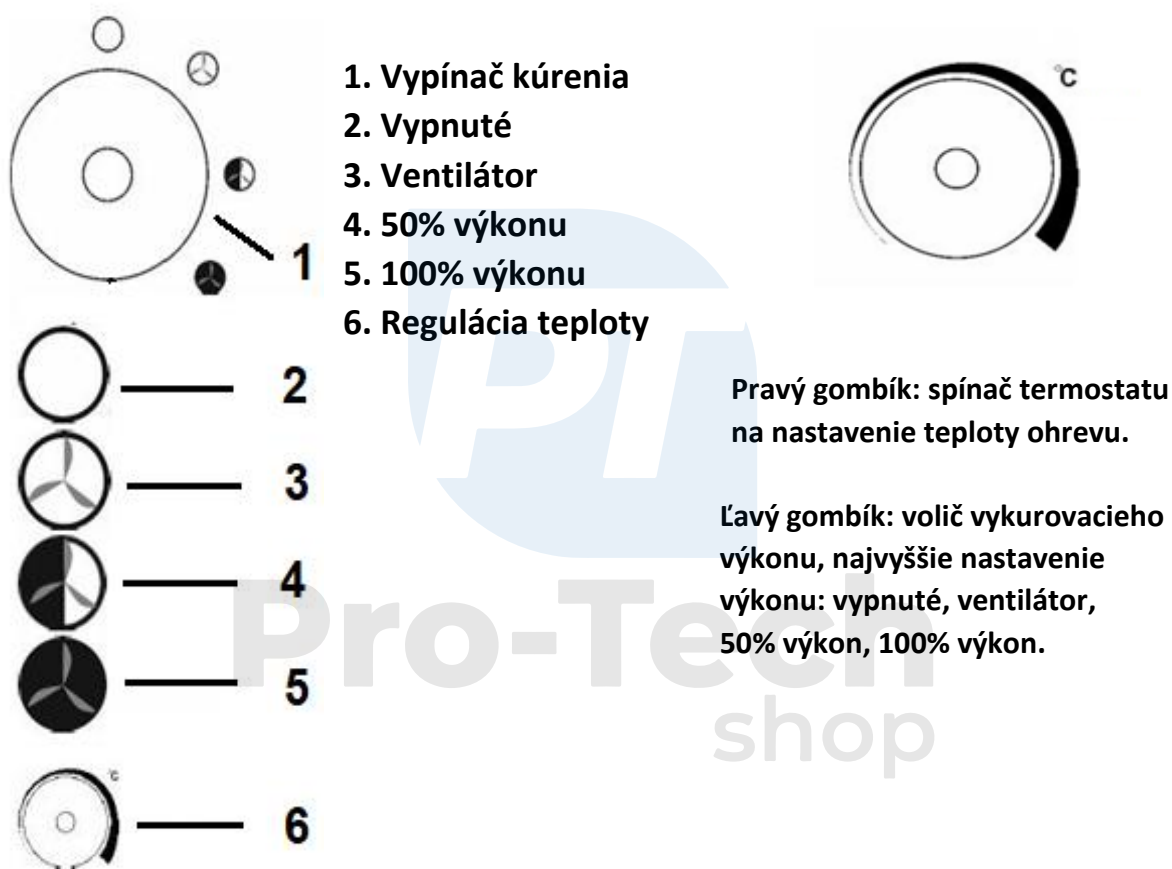 1. Vypínač kúrenia
2. Vypnuté
3. Ventilátor
4. 50% výkonu
5. 100% výkonu
6. Regulácia teploty
°C
1
2
3
4
5
°C
6
Pravý gombík: spínač termostatu
na nastavenie teploty ohrevu.
Ľavý gombík: volič vykurovacieho
výkonu, najvyššie nastavenie
výkonu: vypnuté, ventilátor,
50% výkon, 100% výkon.
PT
Pro-Tech
shop